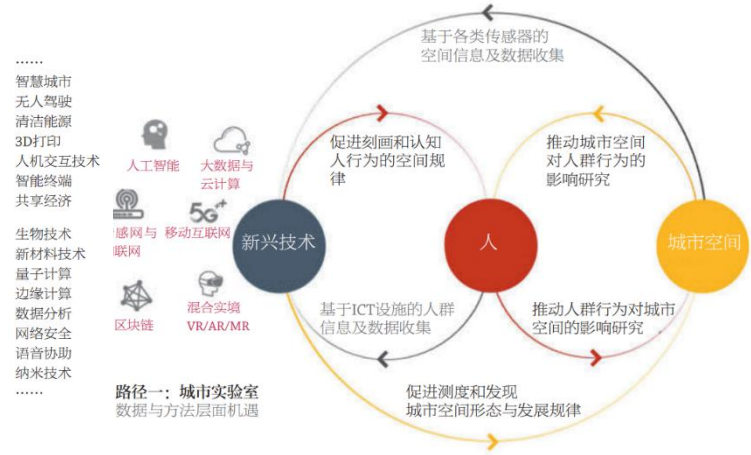 ……
智慧城市
无人驾驶
清洁能源
3D打印
人机交互技术
智能终端
共享经济
生物技术
新材料技术
量子计算
边缘计算
数据分析
网络安全
语音协助
纳米技术
……
人工智能
大数据与
云计算
感网与
联网
5G++
移动互联网
区块链
混合实境
VR/AR/MR
路径一：城市实验室
数据与方法层面机遇
基于各类传感器的
空间信息及数据收集
促进刻画和认知
人行为的空间规
律
推动城市空间
对人群行为的
影响研究
新兴技术
人
城市空间
基于ICT设施的人群
信息及数据收集
推动人群行为对城市
空间的影响研究
促进测度和发现
城市空间形态与发展规律